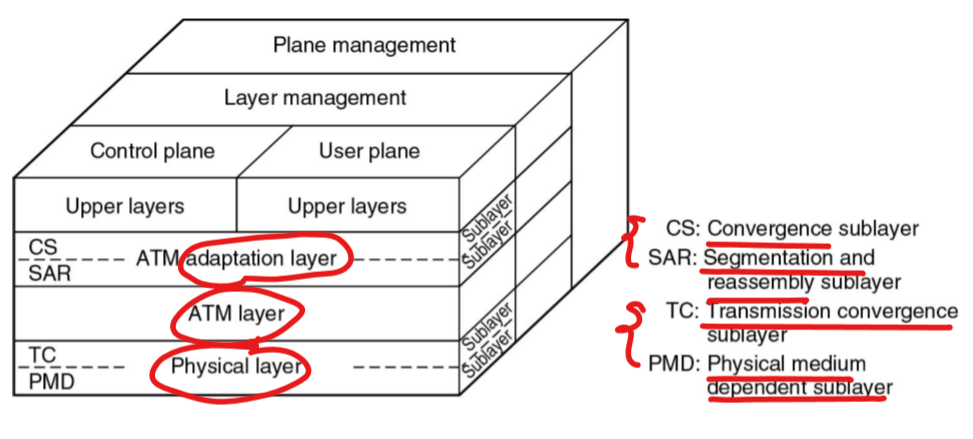 Plane management
Layer management
Control plane User plane
Upper layers Upper layers
CS
ATM adaptation layer
SAR
ATM layer
TC
Physical layer
PMD
Sublayer
Sublayer
Sublayer
Sublayer
CS: Convergence sublayer
SAR: Segmentation and
reassembly sublayer
TC: Transmission convergence
sublayer
PMD: Physical medium
dependent sublayer